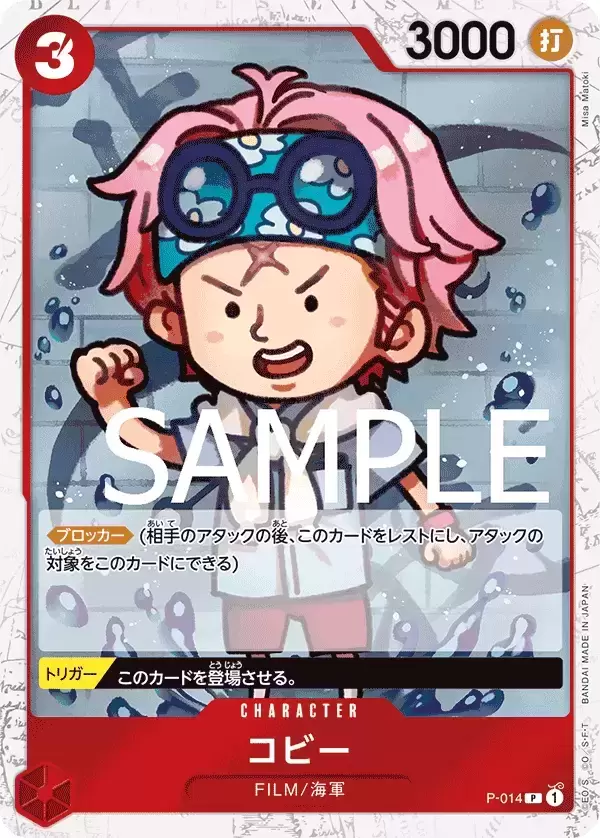 3
3000
打
Misa Matoki
SAMPLE
ブロッカー (相手のアタックの後、このカードをレストにし、アタックの
対象をこのカードにできる)
トリガー このカードを登場させる。
CHARACTER
コビー
FILM/海軍
P-014 P 1
©E.O, S. ©O./S.F.T BANDAI MADE IN JAPAN